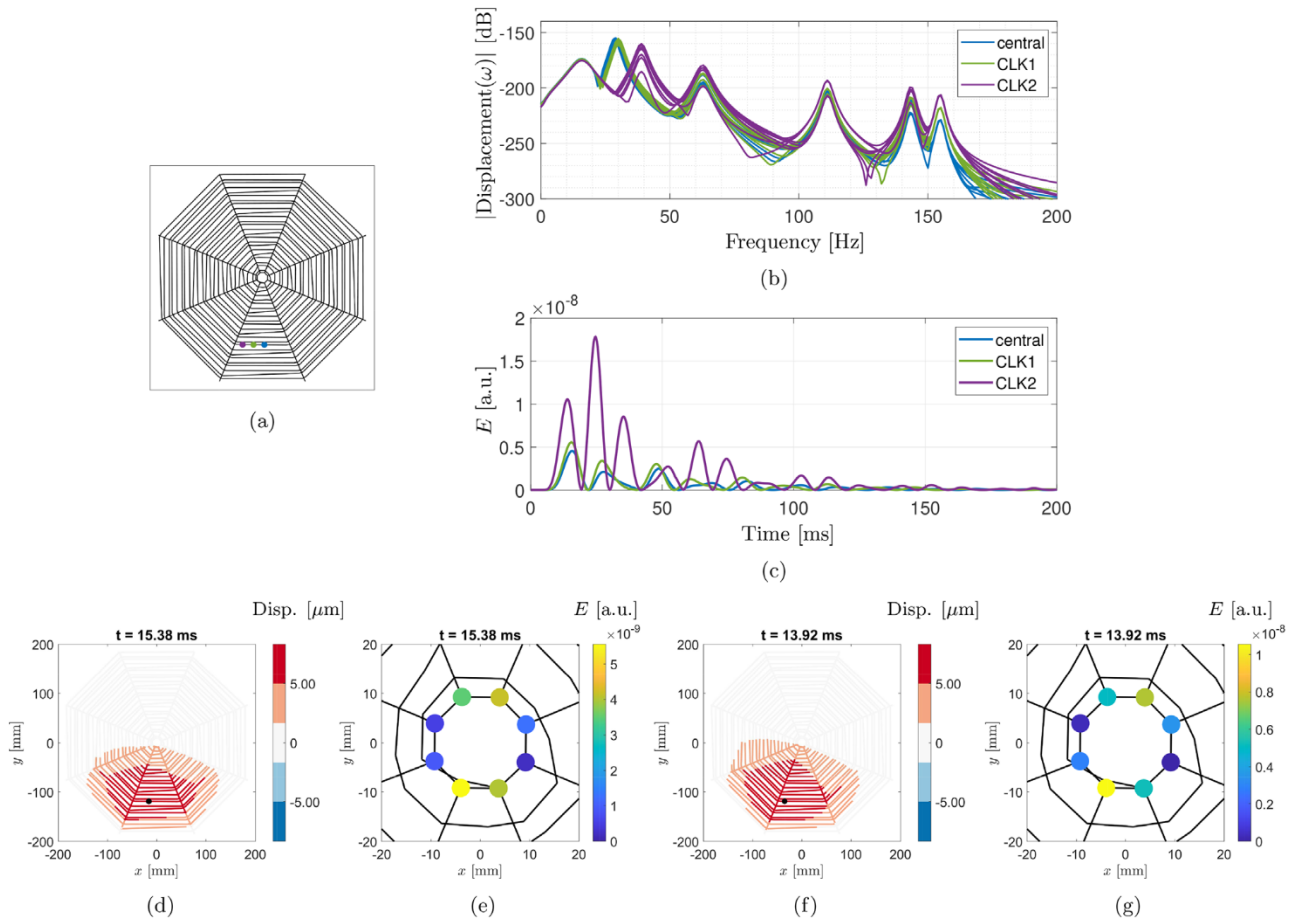 |Displacement(ω)| [dB]
-150
-200
-250
-300
0 50 100 150 200
central
CLK1
CLK2
Frequency [Hz]
(a)
(b)
×10⁻⁸
2
1.5
1
0.5
0
E [a.u.]
central
CLK1
CLK2
0 50 100 150 200
Time [ms]
(c)
Disp. [μm]
t = 15.38 ms
200
100
0
-100
-200
y [mm]
-200 -100 0 100 200
x [mm]
5.00
0
-5.00
(d)
E [a.u.]
×10⁻⁹
t = 15.38 ms
20
10
0
-10
-20
y [mm]
-20 -10 0 10 20
x [mm]
5
4
3
2
1
0
(e)
Disp. [μm]
t = 13.92 ms
200
100
0
-100
-200
y [mm]
-200 -100 0 100 200
x [mm]
5.00
0
-5.00
(f)
E [a.u.]
×10⁻⁸
t = 13.92 ms
20
10
0
-10
-20
y [mm]
-20 -10 0 10 20
x [mm]
1
0.8
0.6
0.4
0.2
0
(g)